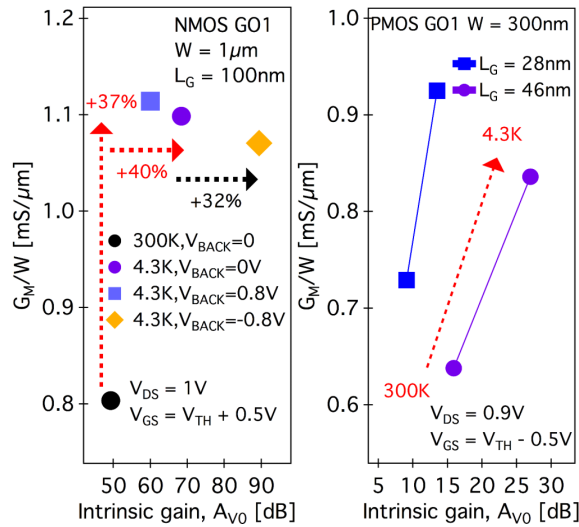 NMOS GO1
W = 1µm
L_G = 100nm
+37%
+40%
+32%
300K,V_BACK=0
4.3K,V_BACK=0V
4.3K,V_BACK=0.8V
4.3K,V_BACK=-0.8V
V_DS = 1V
V_GS = V_TH + 0.5V
1.2
1.1
1.0
0.9
0.8
G_M/W [mS/µm]
50 60 70 80 90
Intrinsic gain, A_V0 [dB]
PMOS GO1 W = 300nm
L_G = 28nm
L_G = 46nm
4.3K
300K
V_DS = 0.9V
V_GS = V_TH - 0.5V
1.0
0.9
0.8
0.7
0.6
G_M/W [mS/µm]
5 10 15 20 25 30
Intrinsic gain, A_V0 [dB]